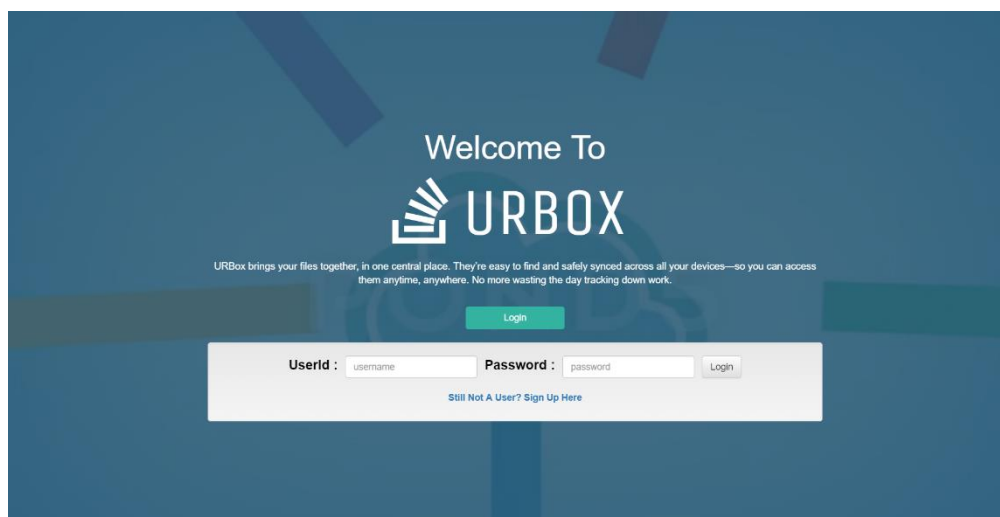 Welcome To
URBOX
URBox brings your files together, in one central place. They're easy to find and safely synced across all your devices—so you can access
them anytime, anywhere. No more wasting the day tracking down work.
Login
UserId : username Password : password Login
Still Not A User? Sign Up Here